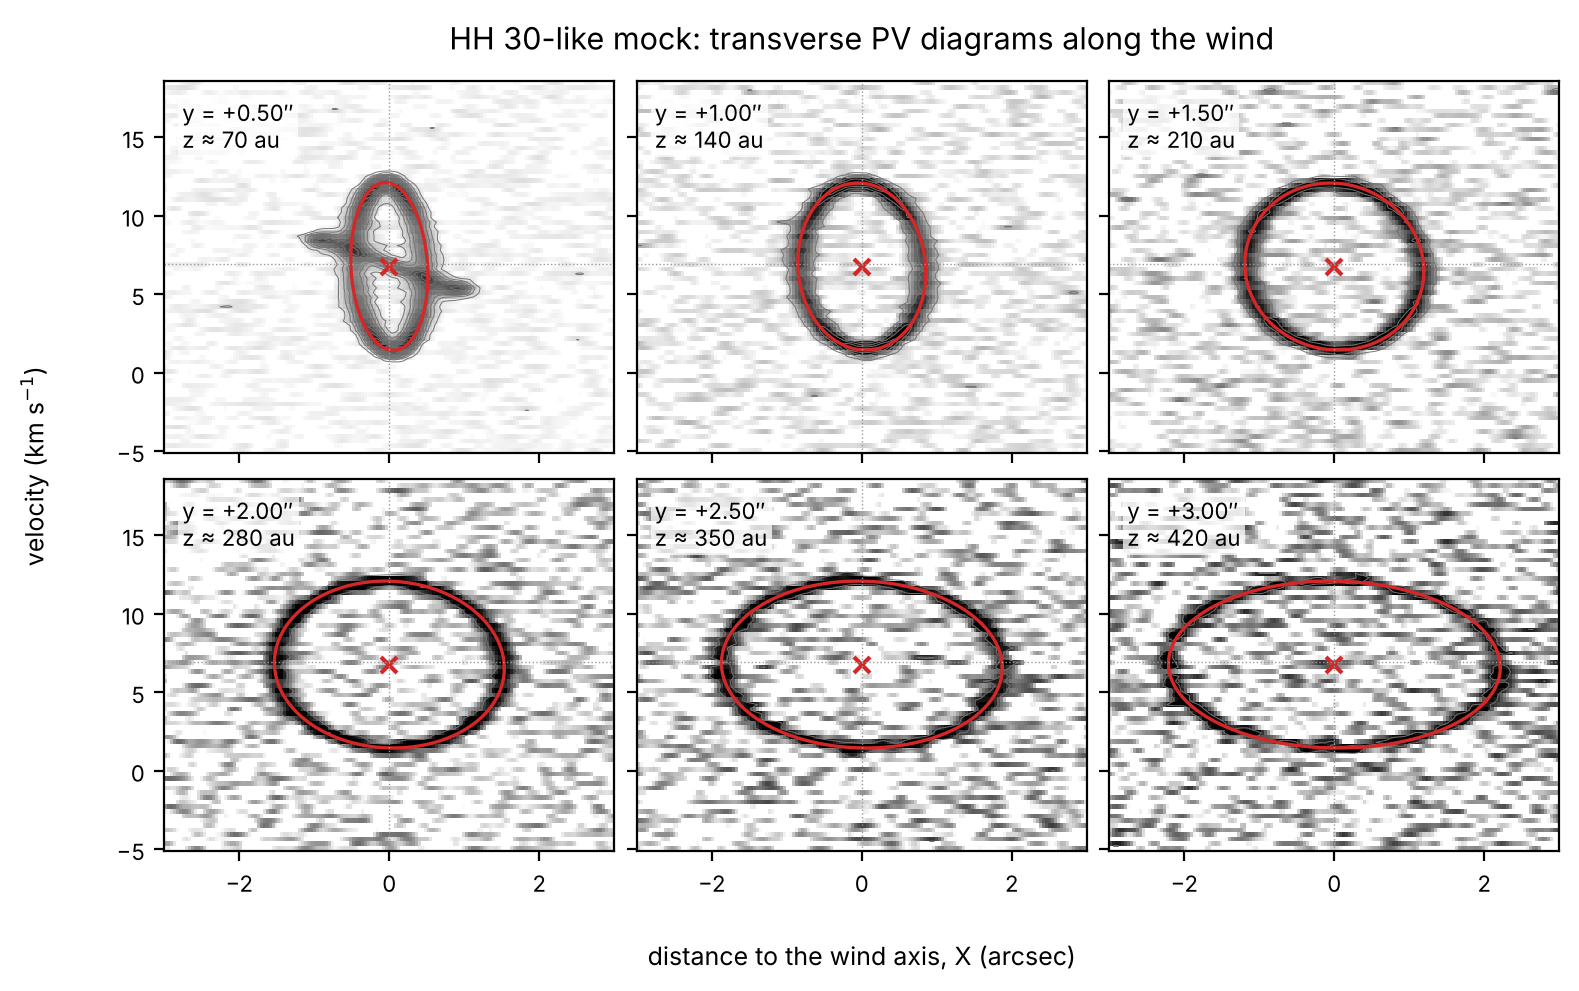 HH 30-like mock: transverse PV diagrams along the wind
y = +0.50″
z ≈ 70 au
y = +1.00″
z ≈ 140 au
y = +1.50″
z ≈ 210 au
15
10
5
0
−5
y = +2.00″
z ≈ 280 au
y = +2.50″
z ≈ 350 au
y = +3.00″
z ≈ 420 au
15
10
5
0
−5
−2 0 2
−2 0 2
−2 0 2
velocity (km s⁻¹)
distance to the wind axis, X (arcsec)